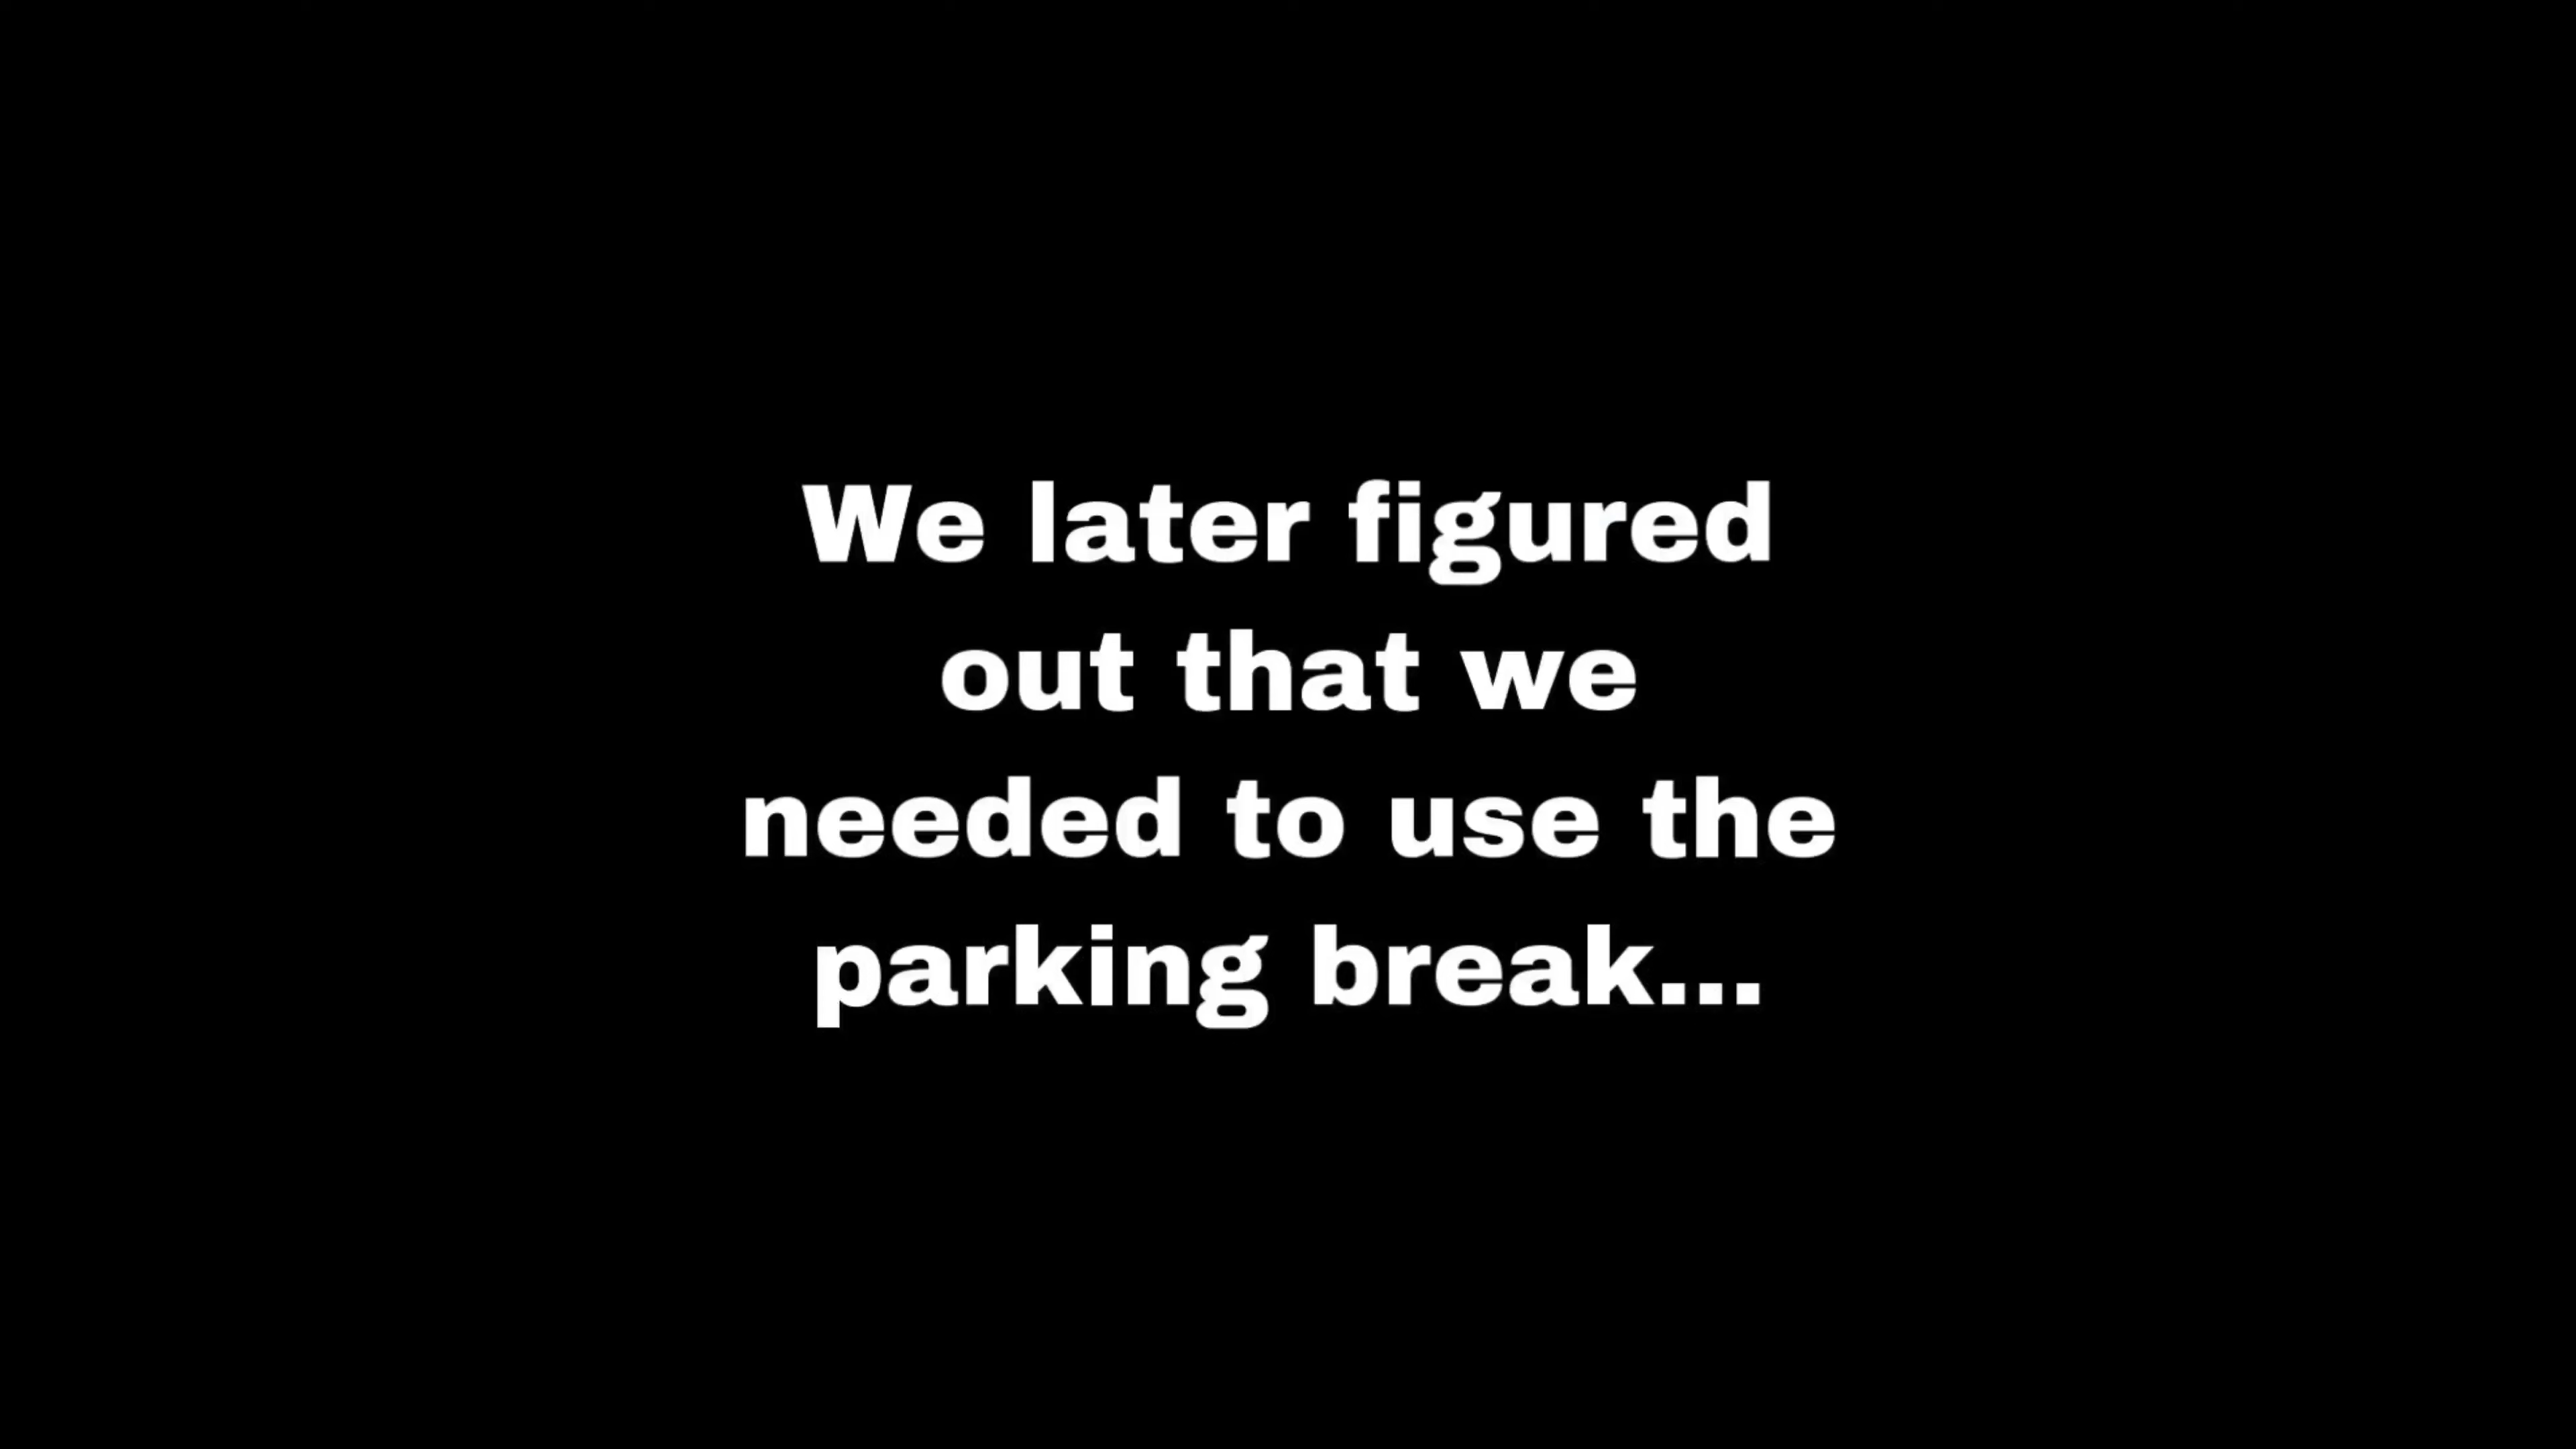 We later figured
out that we
needed to use the
parking break...